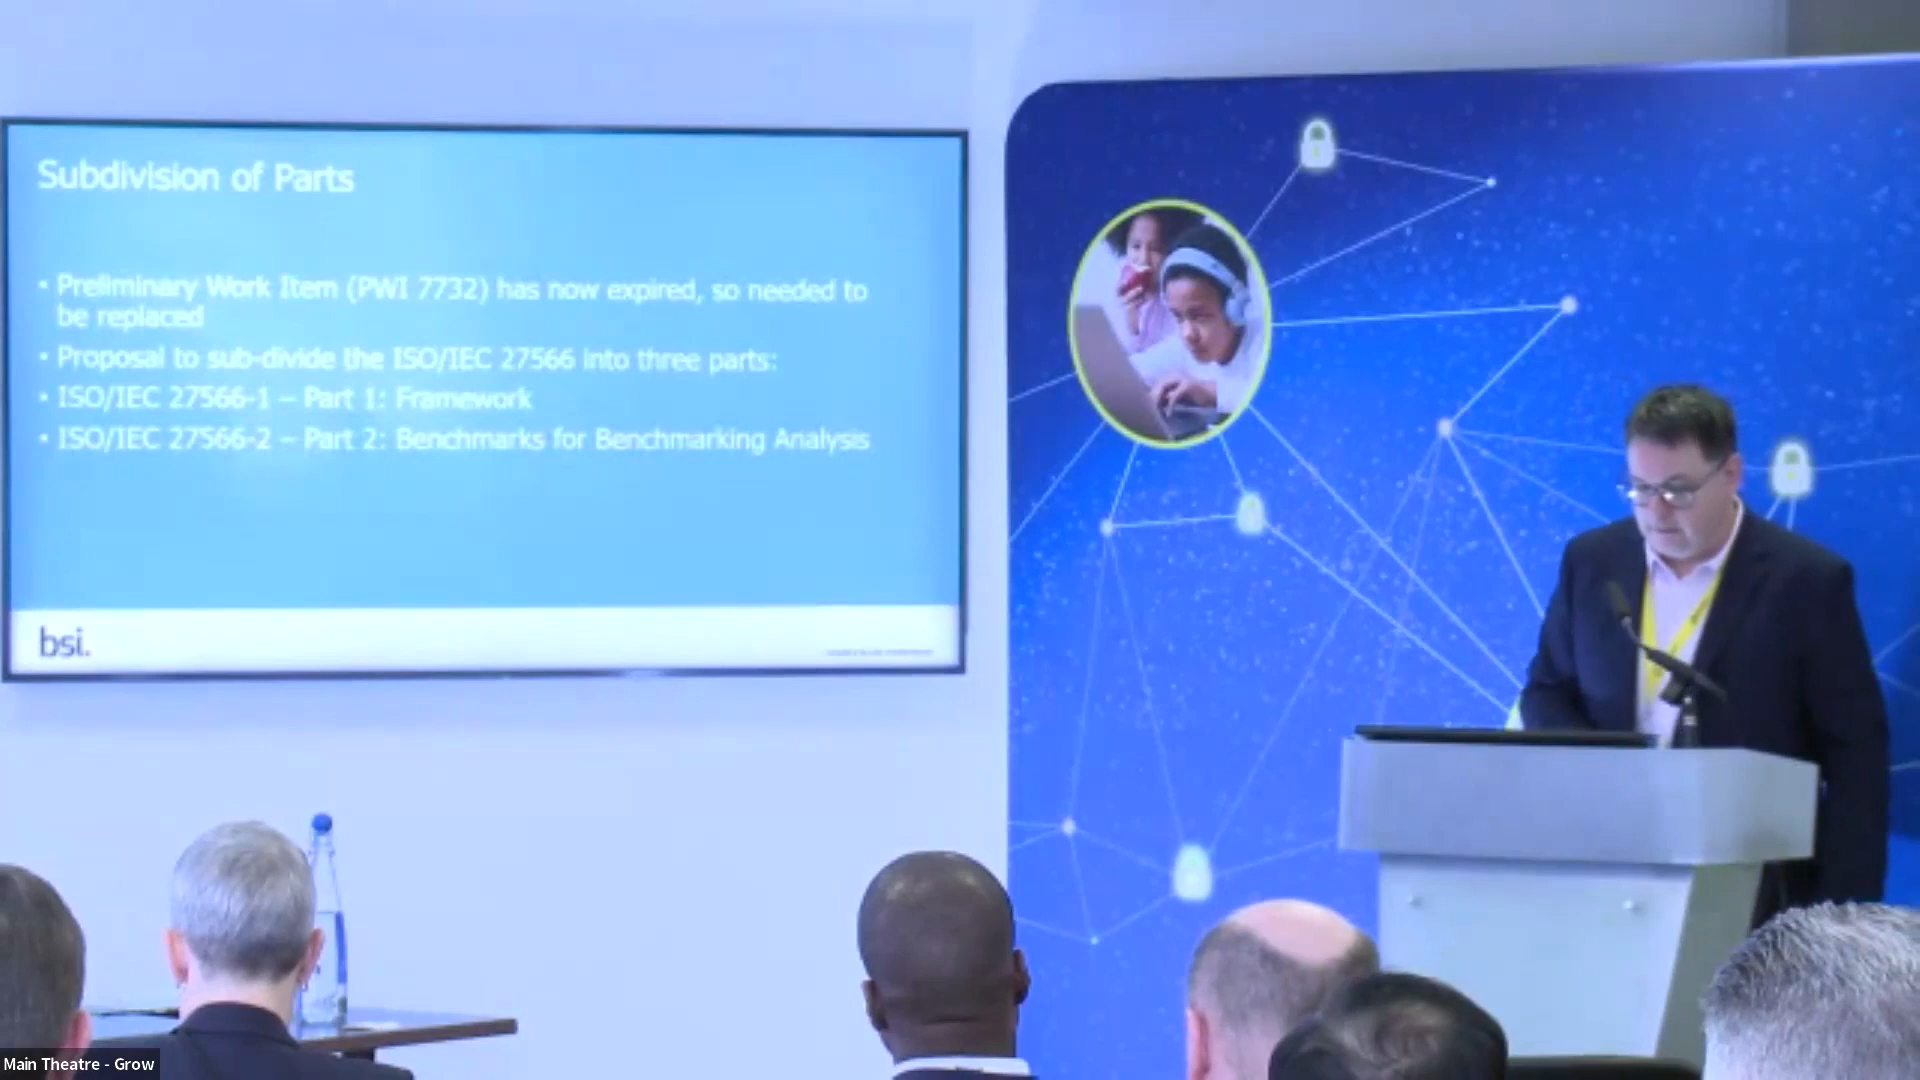 Subdivision of Parts
• Preliminary Work Item (PWI 7732) has now expired, so needed to
be replaced
• Proposal to sub-divide the ISO/IEC 27566 into three parts:
• ISO/IEC 27566-1 – Part 1: Framework
• ISO/IEC 27566-2 – Part 2: Benchmarks for Benchmarking Analysis
bsi.
Main Theatre - Grow